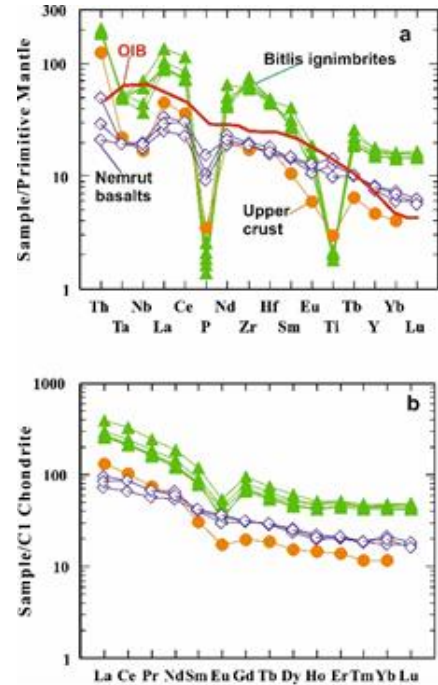 300
a
OIB
Bitlis ignimbrites
100
Sample/Primitive Mantle
10
Nemrut
basalts
Upper
crust
1
Th Nb Ce Nd Hf Eu Tb Yb
Ta La P Zr Sm Ti Y Lu
1000
b
Sample/C1 Chondrite
100
10
1
La Ce Pr Nd Sm Eu Gd Tb Dy Ho Er Tm Yb Lu